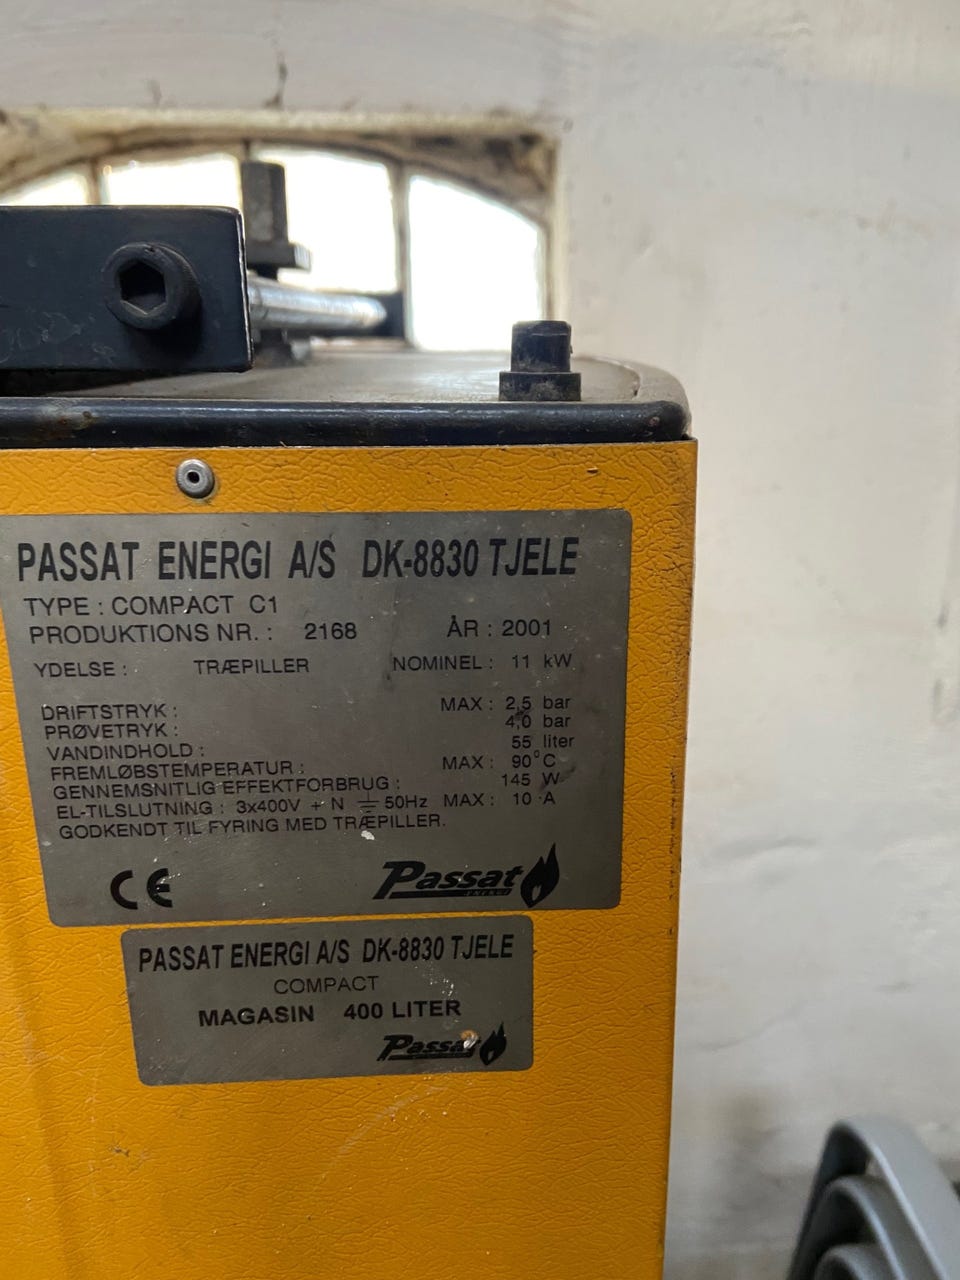 PASSAT ENERGI A/S DK-8830 TJELE
TYPE : COMPACT C1
PRODUKTIONS NR. : 2168 ÅR : 2001
YDELSE : TRÆPILLER NOMINEL : 11 kW
DRIFTSTRYK : MAX : 2,5 bar
PRØVETRYK : 4,0 bar
VANDINDHOLD : 55 liter
FREMLØBSTEMPERATUR : MAX : 90°C
GENNEMSNITLIG EFFEKTFORBRUG : 145 W
EL-TILSLUTNING : 3x400V + N ⏚ 50Hz MAX : 10 A
GODKENDT TIL FYRING MED TRÆPILLER.
CE Passat ENERGI
PASSAT ENERGI A/S DK-8830 TJELE
COMPACT
MAGASIN 400 LITER
Passat